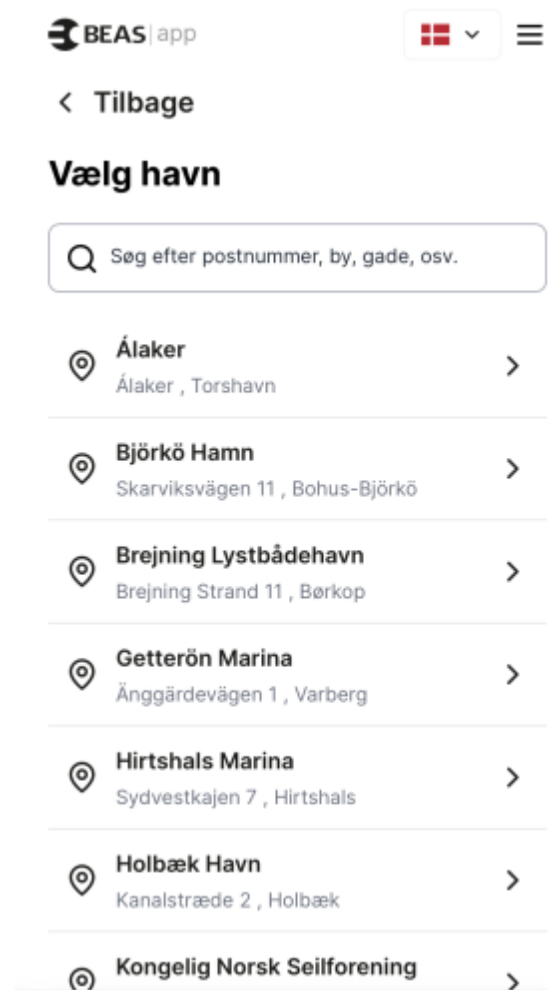 BEAS app
Tilbage
Vælg havn
Søg efter postnummer, by, gade, osv.
Álaker
Álaker , Torshavn
Björkö Hamn
Skarviksvägen 11 , Bohus-Björkö
Brejning Lystbådehavn
Brejning Strand 11 , Børkop
Getterön Marina
Änggärdevägen 1 , Varberg
Hirtshals Marina
Sydvestkajen 7 , Hirtshals
Holbæk Havn
Kanalstræde 2 , Holbæk
Kongelig Norsk Seilforening